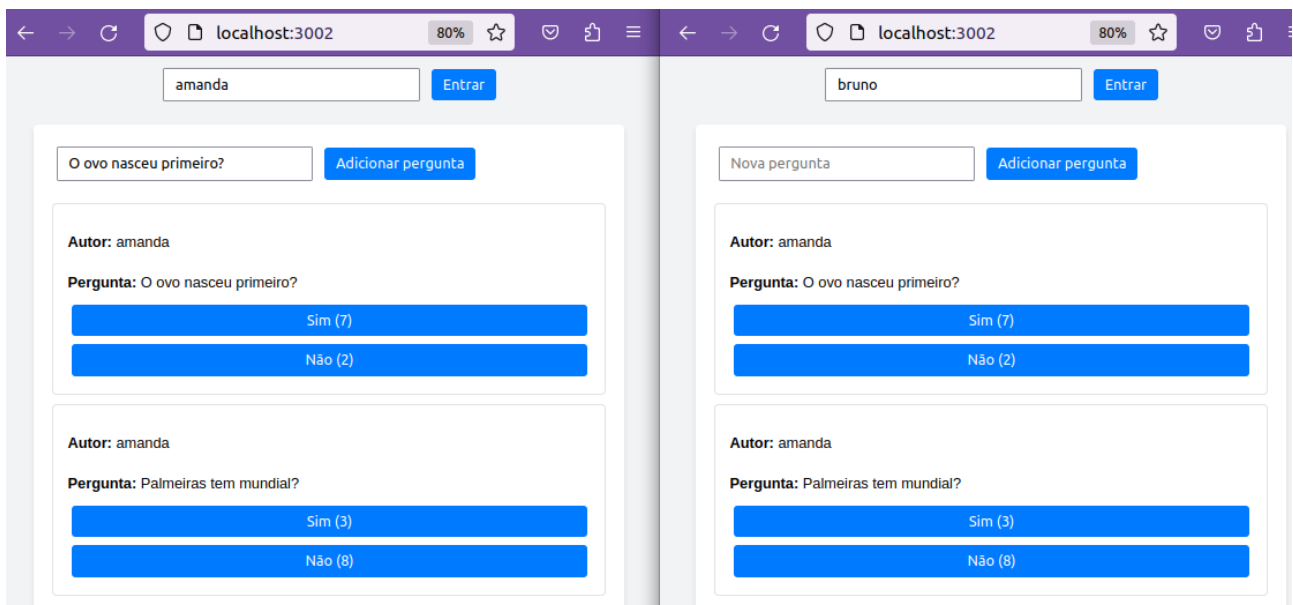 localhost:3002 80%
amanda Entrar
O ovo nasceu primeiro? Adicionar pergunta
Autor: amanda
Pergunta: O ovo nasceu primeiro?
Sim (7)
Não (2)
Autor: amanda
Pergunta: Palmeiras tem mundial?
Sim (3)
Não (8)
localhost:3002 80%
bruno Entrar
Nova pergunta Adicionar pergunta
Autor: amanda
Pergunta: O ovo nasceu primeiro?
Sim (7)
Não (2)
Autor: amanda
Pergunta: Palmeiras tem mundial?
Sim (3)
Não (8)